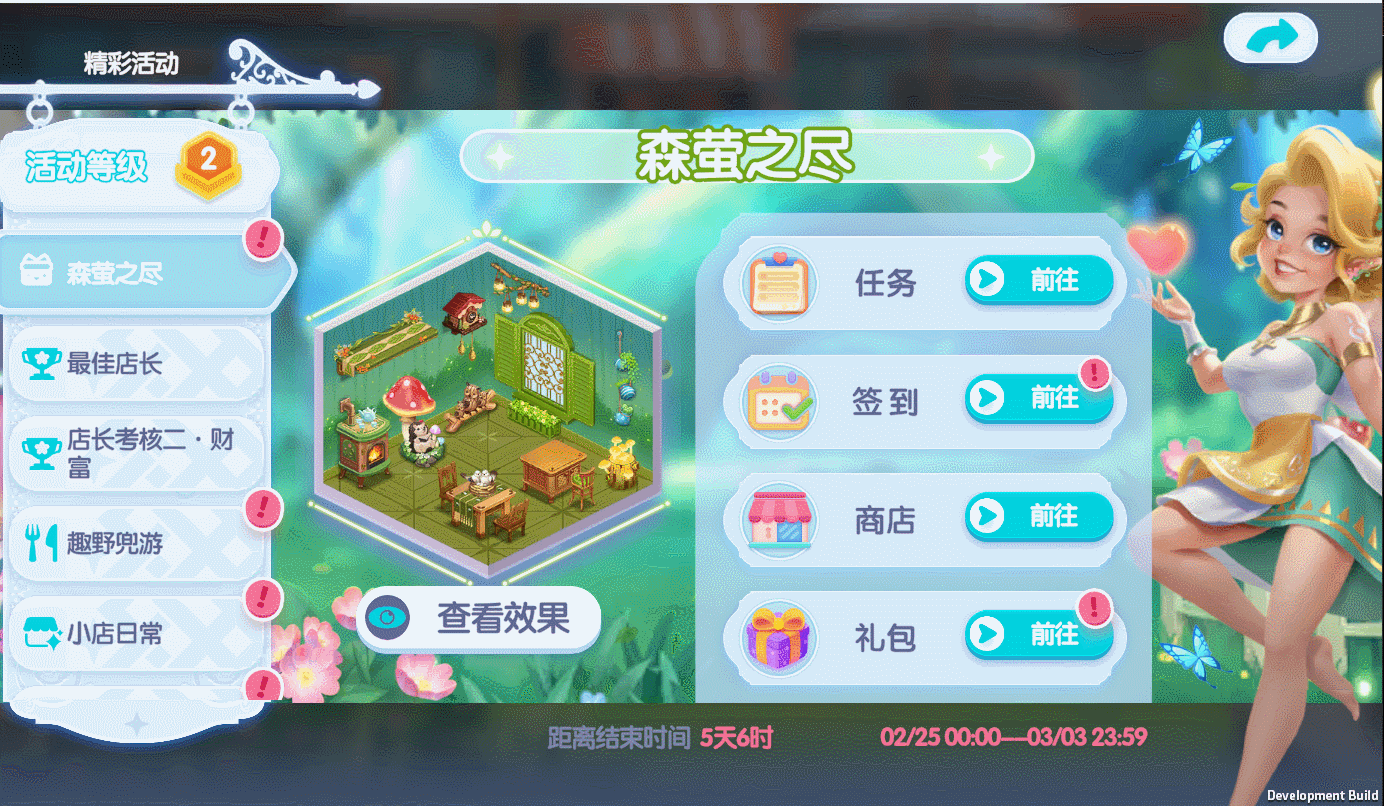 精彩活动
活动等级
2
森萤之尽
最佳店长
店长考核二·财
富
趣野兜游
小店日常
森萤之尽
查看效果
任务
前往
签到
前往
商店
前往
礼包
前往
距离结束时间 5天6时
02/25 00:00—03/03 23:59
Development Build